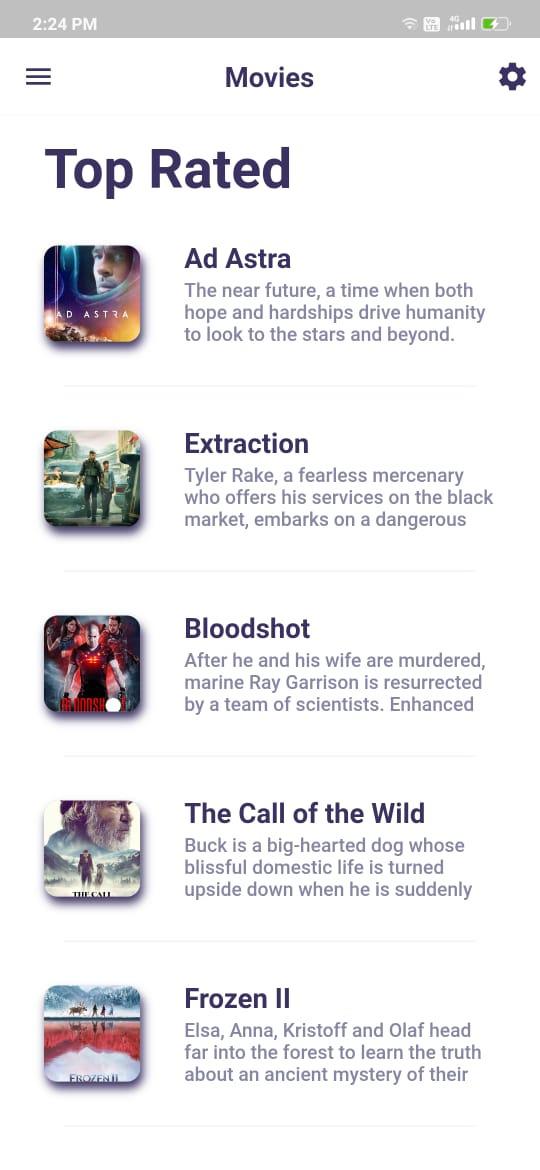 2:24 PM
Vo
LTE
4G
Movies
Top Rated
AD ASTRA
Ad Astra
The near future, a time when both
hope and hardships drive humanity
to look to the stars and beyond.
Extraction
Tyler Rake, a fearless mercenary
who offers his services on the black
market, embarks on a dangerous
BLOODSHOT
Bloodshot
After he and his wife are murdered,
marine Ray Garrison is resurrected
by a team of scientists. Enhanced
THE CALL
The Call of the Wild
Buck is a big-hearted dog whose
blissful domestic life is turned
upside down when he is suddenly
FROZEN II
Frozen II
Elsa, Anna, Kristoff and Olaf head
far into the forest to learn the truth
about an ancient mystery of their